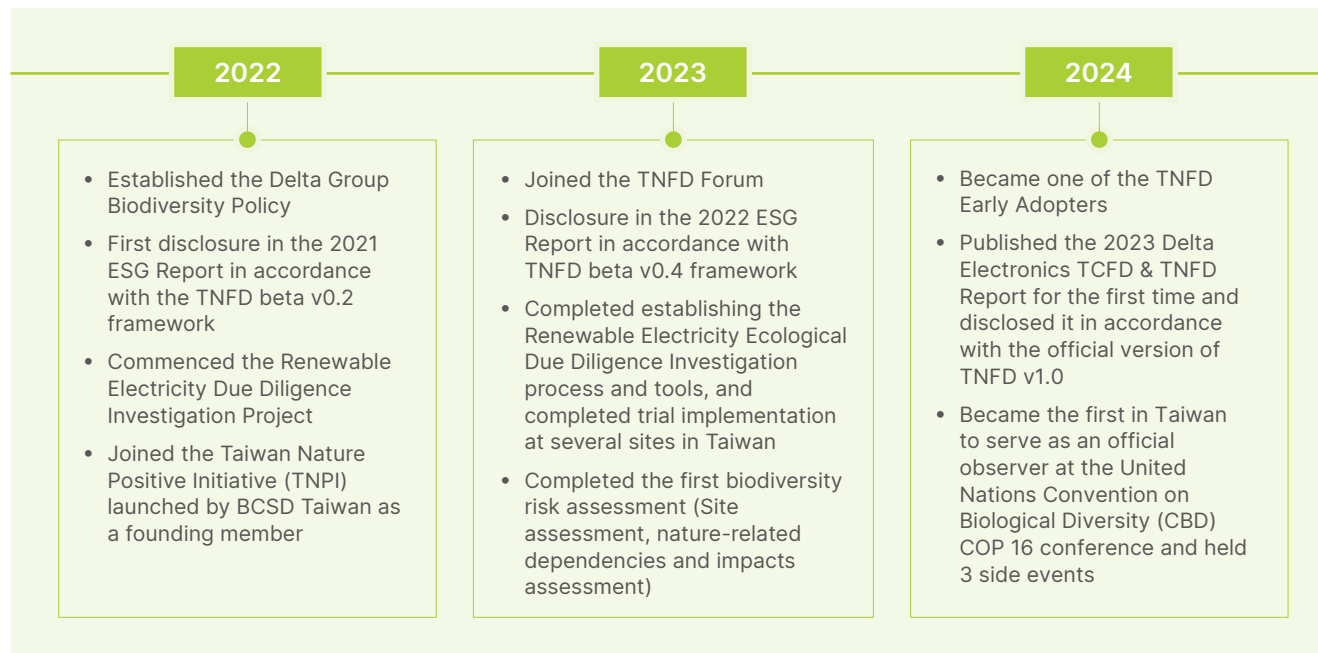 2022
• Established the Delta Group
Biodiversity Policy
• First disclosure in the 2021
ESG Report in accordance
with the TNFD beta v0.2
framework
• Commenced the Renewable
Electricity Due Diligence
Investigation Project
• Joined the Taiwan Nature
Positive Initiative (TNPI)
launched by BCSD Taiwan as
a founding member
2023
• Joined the TNFD Forum
• Disclosure in the 2022 ESG
Report in accordance with
TNFD beta v0.4 framework
• Completed establishing the
Renewable Electricity Ecological
Due Diligence Investigation
process and tools, and
completed trial implementation
at several sites in Taiwan
• Completed the first biodiversity
risk assessment (Site
assessment, nature-related
dependencies and impacts
assessment)
2024
• Became one of the TNFD
Early Adopters
• Published the 2023 Delta
Electronics TCFD & TNFD
Report for the first time and
disclosed it in accordance
with the official version of
TNFD v1.0
• Became the first in Taiwan
to serve as an official
observer at the United
Nations Convention on
Biological Diversity (CBD)
COP 16 conference and held
3 side events